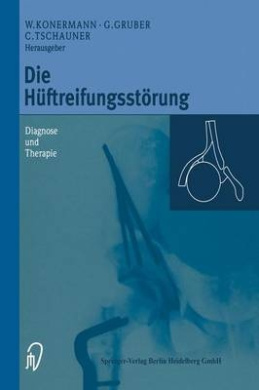 W. KONERMANN · G. GRUBER
C. TSCHAUNER
Herausgeber
Die
Hüftreifungsstörung
Diagnose
und
Therapie
Springer-Verlag Berlin Heidelberg GmbH